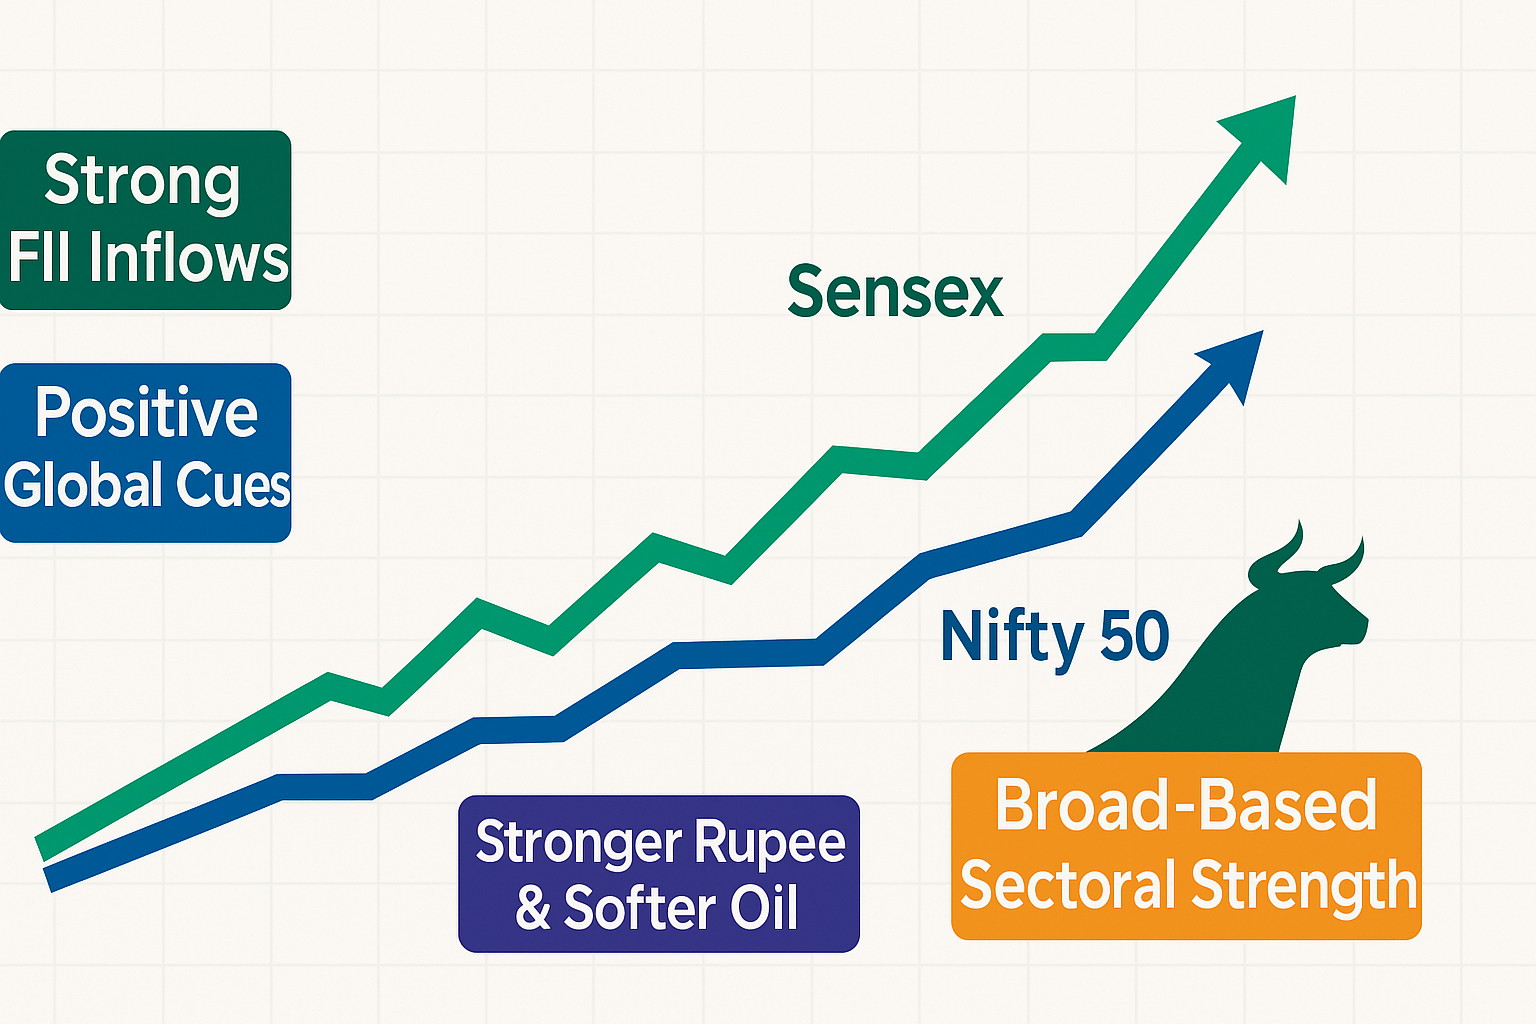 Strong
FII Inflows
Positive
Global Cues
Sensex
Nifty 50
Stronger Rupee
& Softer Oil
Broad-Based
Sectoral Strength